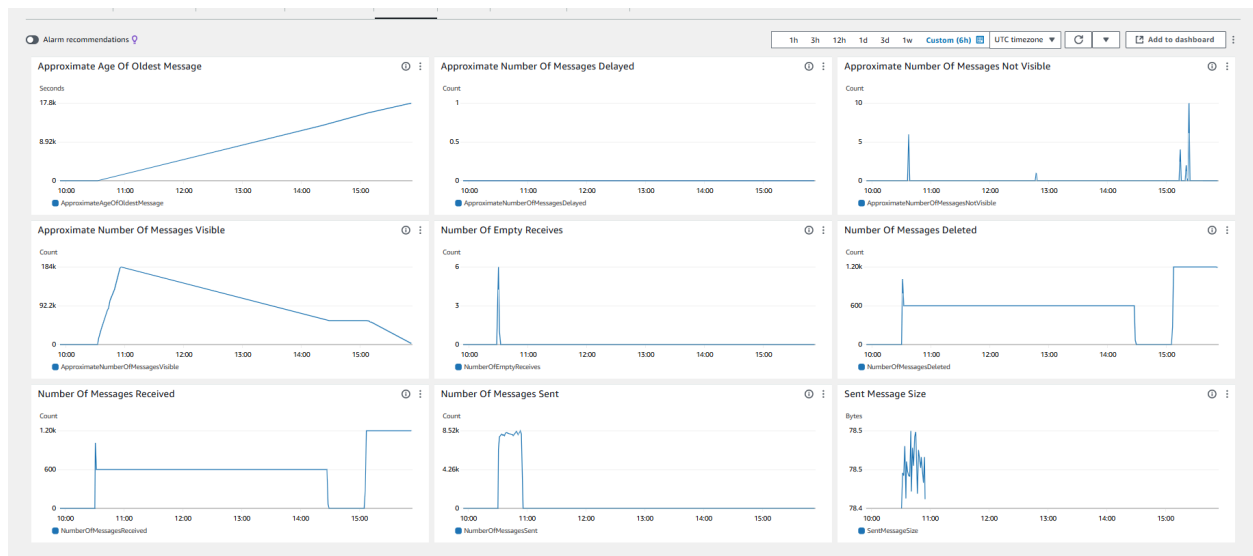 Alarm recommendations
1h 3h 12h 1d 3d 1w Custom (6h) UTC timezone Add to dashboard
Approximate Age Of Oldest Message
Seconds
17.8k
8.92k
0
10:00 11:00 12:00 13:00 14:00 15:00
ApproximateAgeOfOldestMessage
Approximate Number Of Messages Delayed
Count
1
0.5
0
10:00 11:00 12:00 13:00 14:00 15:00
ApproximateNumberOfMessagesDelayed
Approximate Number Of Messages Not Visible
Count
10
5
0
10:00 11:00 12:00 13:00 14:00 15:00
ApproximateNumberOfMessagesNotVisible
Approximate Number Of Messages Visible
Count
184k
92.2k
0
10:00 11:00 12:00 13:00 14:00 15:00
ApproximateNumberOfMessagesVisible
Number Of Empty Receives
Count
6
3
0
10:00 11:00 12:00 13:00 14:00 15:00
NumberOfEmptyReceives
Number Of Messages Deleted
Count
1.20k
600
0
10:00 11:00 12:00 13:00 14:00 15:00
NumberOfMessagesDeleted
Number Of Messages Received
Count
1.20k
600
0
10:00 11:00 12:00 13:00 14:00 15:00
NumberOfMessagesReceived
Number Of Messages Sent
Count
8.52k
4.26k
0
10:00 11:00 12:00 13:00 14:00 15:00
NumberOfMessagesSent
Sent Message Size
Bytes
78.5
78.5
78.4
10:00 11:00 12:00 13:00 14:00 15:00
SentMessageSize